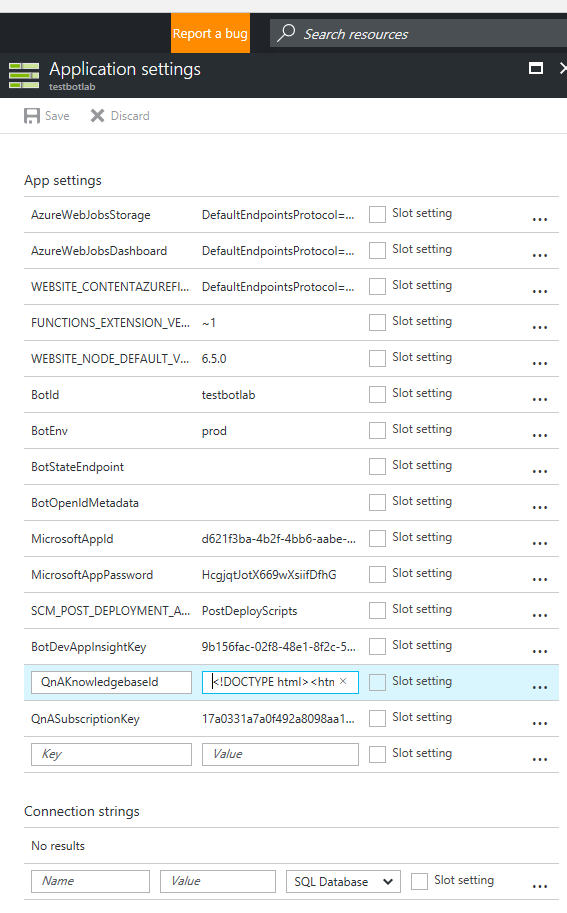 Report a bug
Search resources
Application settings
testbotlab
Save Discard
App settings
AzureWebJobsStorage DefaultEndpointsProtocol=... Slot setting ...
AzureWebJobsDashboard DefaultEndpointsProtocol=... Slot setting ...
WEBSITE_CONTENTAZUREFI... DefaultEndpointsProtocol=... Slot setting ...
FUNCTIONS_EXTENSION_VE... ~1 Slot setting ...
WEBSITE_NODE_DEFAULT_V... 6.5.0 Slot setting ...
BotId testbotlab Slot setting ...
BotEnv prod Slot setting ...
BotStateEndpoint Slot setting ...
BotOpenIdMetadata Slot setting ...
MicrosoftAppId d621f3ba-4b2f-4bb6-aabe-... Slot setting ...
MicrosoftAppPassword HcgjqtJotX669wXsiifDfhG Slot setting ...
SCM_POST_DEPLOYMENT_A... PostDeployScripts Slot setting ...
BotDevAppInsightKey 9b156fac-02f8-48e1-8f2c-5... Slot setting ...
QnAKnowledgebaseId <!DOCTYPE html><htn Slot setting ...
QnASubscriptionKey 17a0331a7a0f492a8098aa1... Slot setting ...
Key Value Slot setting ...
Connection strings
No results
Name Value SQL Database Slot setting ...